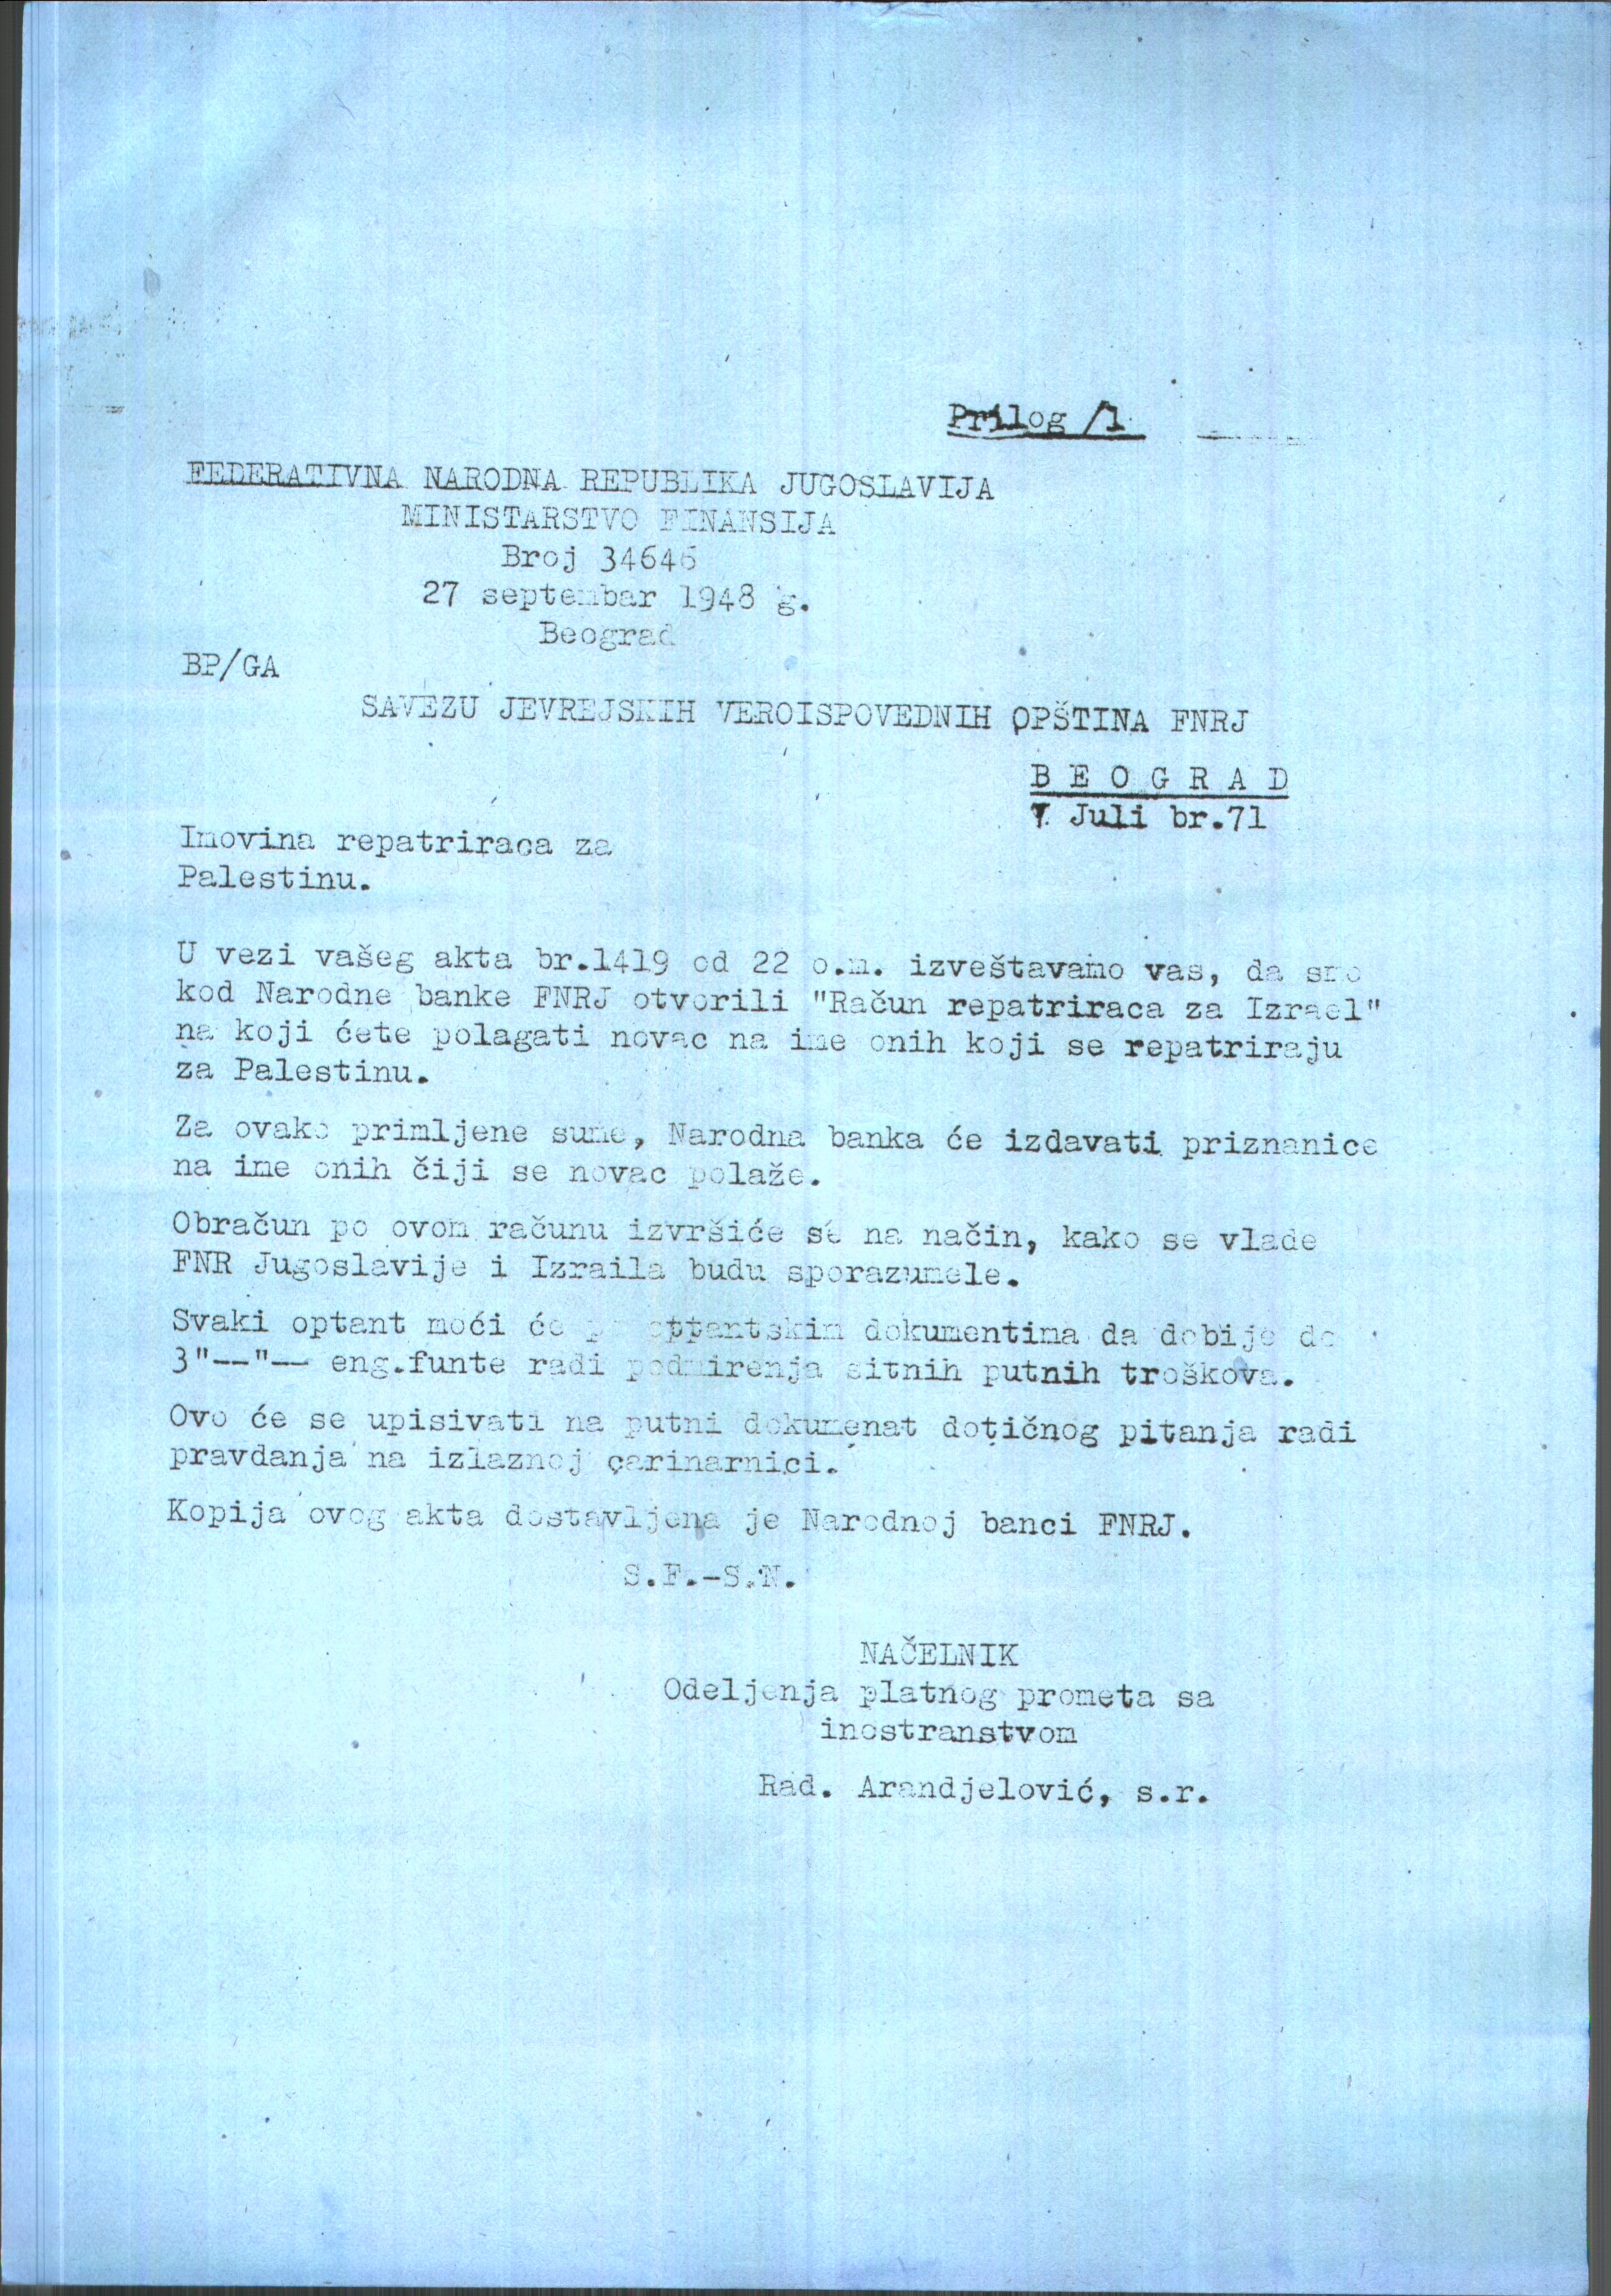 Prilog /1
FEDERATIVNA NARODNA REPUBLIKA JUGOSLAVIJA
MINISTARSTVO FINANSIJA
Broj 34646
27 septembar 1948 g.
Beograd
BP/GA
SAVEZU JEVREJSKIH VEROISPOVEDNIH OPŠTINA FNRJ
B E O G R A D
7. Juli br.71
Imovina repatriraca za
Palestinu.
U vezi vašeg akta br.1419 od 22 o.m. izveštavamo vas, da smo
kod Narodne banke FNRJ otvorili "Račun repatriraca za Izrael"
na koji ćete polagati novac na ime onih koji se repatriraju
za Palestinu.
Za ovako primljene sume, Narodna banka će izdavati priznanice
na ime onih čiji se novac polaže.
Obračun po ovom računu izvršiće se na način, kako se vlade
FNR Jugoslavije i Izraila budu sporazumele.
Svaki optant moći će optantskim dokumentima da dobije do
3"--"-- eng.funte radi podmirenja sitnih putnih troškova.
Ovo će se upisivati na putni dokumenat dotičnog pitanja radi
pravdanja na izlaznoj carinarnici.
Kopija ovog akta dostavljena je Narodnoj banci FNRJ.
S.F.-S.N.
NAČELNIK
Odeljenja platnog prometa sa
inostranstvom
Rad. Arandjelović, s.r.